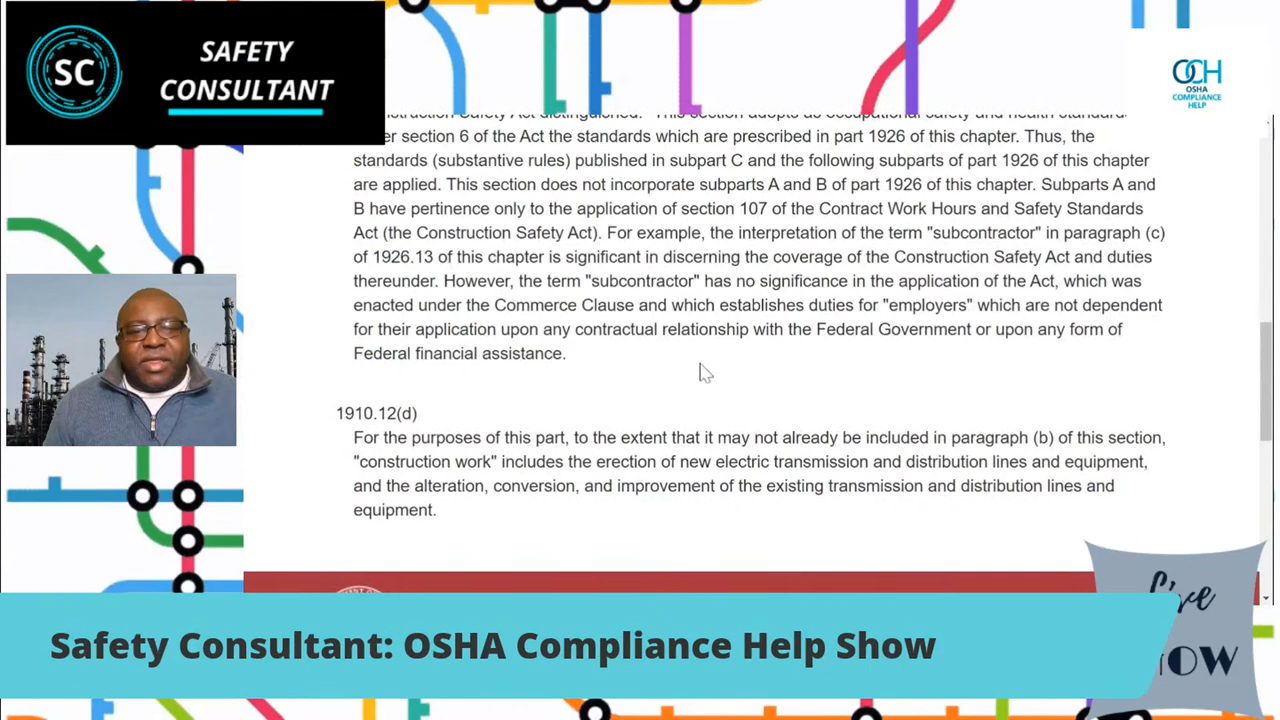 SC
SAFETY
CONSULTANT
OCH
OSHA
COMPLIANCE
HELP
section 6 of the Act the standards which are prescribed in part 1926 of this chapter. Thus, the
standards (substantive rules) published in subpart C and the following subparts of part 1926 of this chapter
are applied. This section does not incorporate subparts A and B of part 1926 of this chapter. Subparts A and
B have pertinence only to the application of section 107 of the Contract Work Hours and Safety Standards
Act (the Construction Safety Act). For example, the interpretation of the term "subcontractor" in paragraph (c)
of 1926.13 of this chapter is significant in discerning the coverage of the Construction Safety Act and duties
thereunder. However, the term "subcontractor" has no significance in the application of the Act, which was
enacted under the Commerce Clause and which establishes duties for "employers" which are not dependent
for their application upon any contractual relationship with the Federal Government or upon any form of
Federal financial assistance.
1910.12(d)
For the purposes of this part, to the extent that it may not already be included in paragraph (b) of this section,
"construction work" includes the erection of new electric transmission and distribution lines and equipment,
and the alteration, conversion, and improvement of the existing transmission and distribution lines and
equipment.
Live
Safety Consultant: OSHA Compliance Help Show